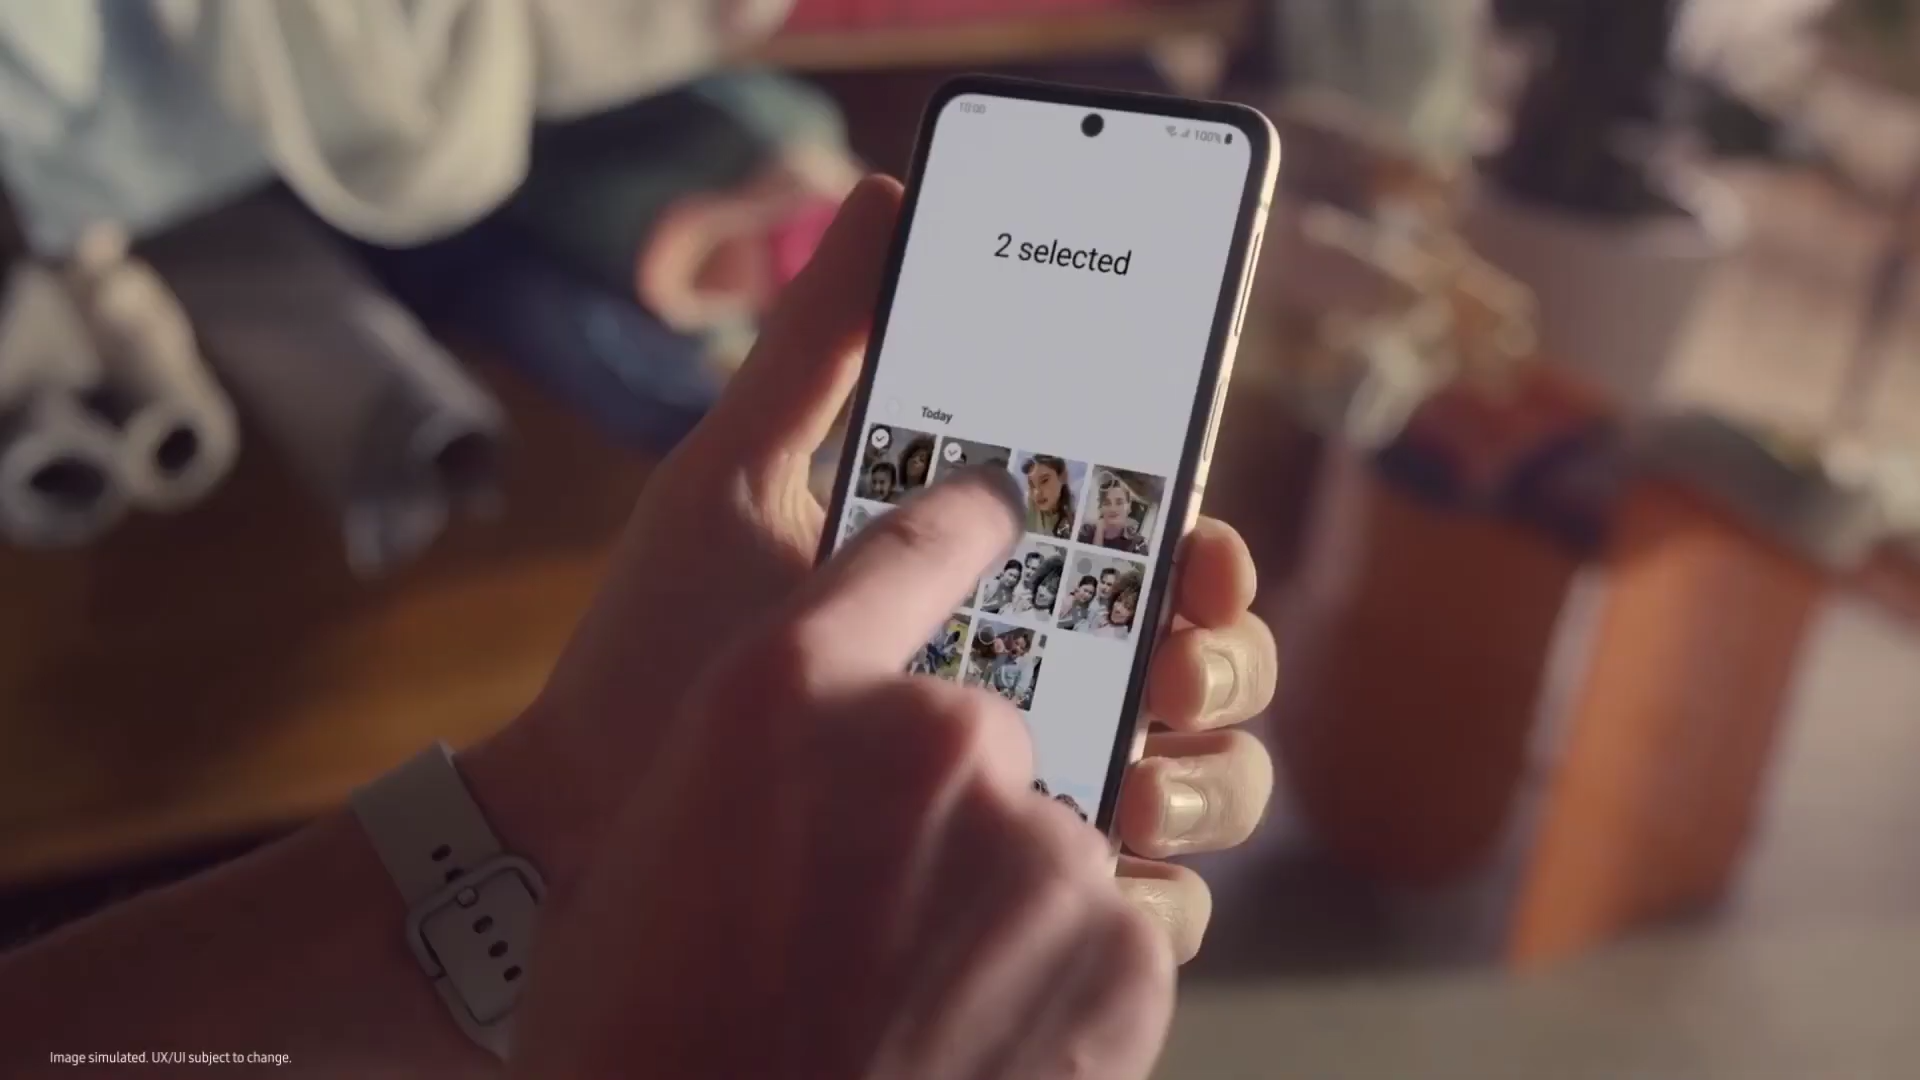 10:00
100%
2 selected
Today
Image simulated. UX/UI subject to change.